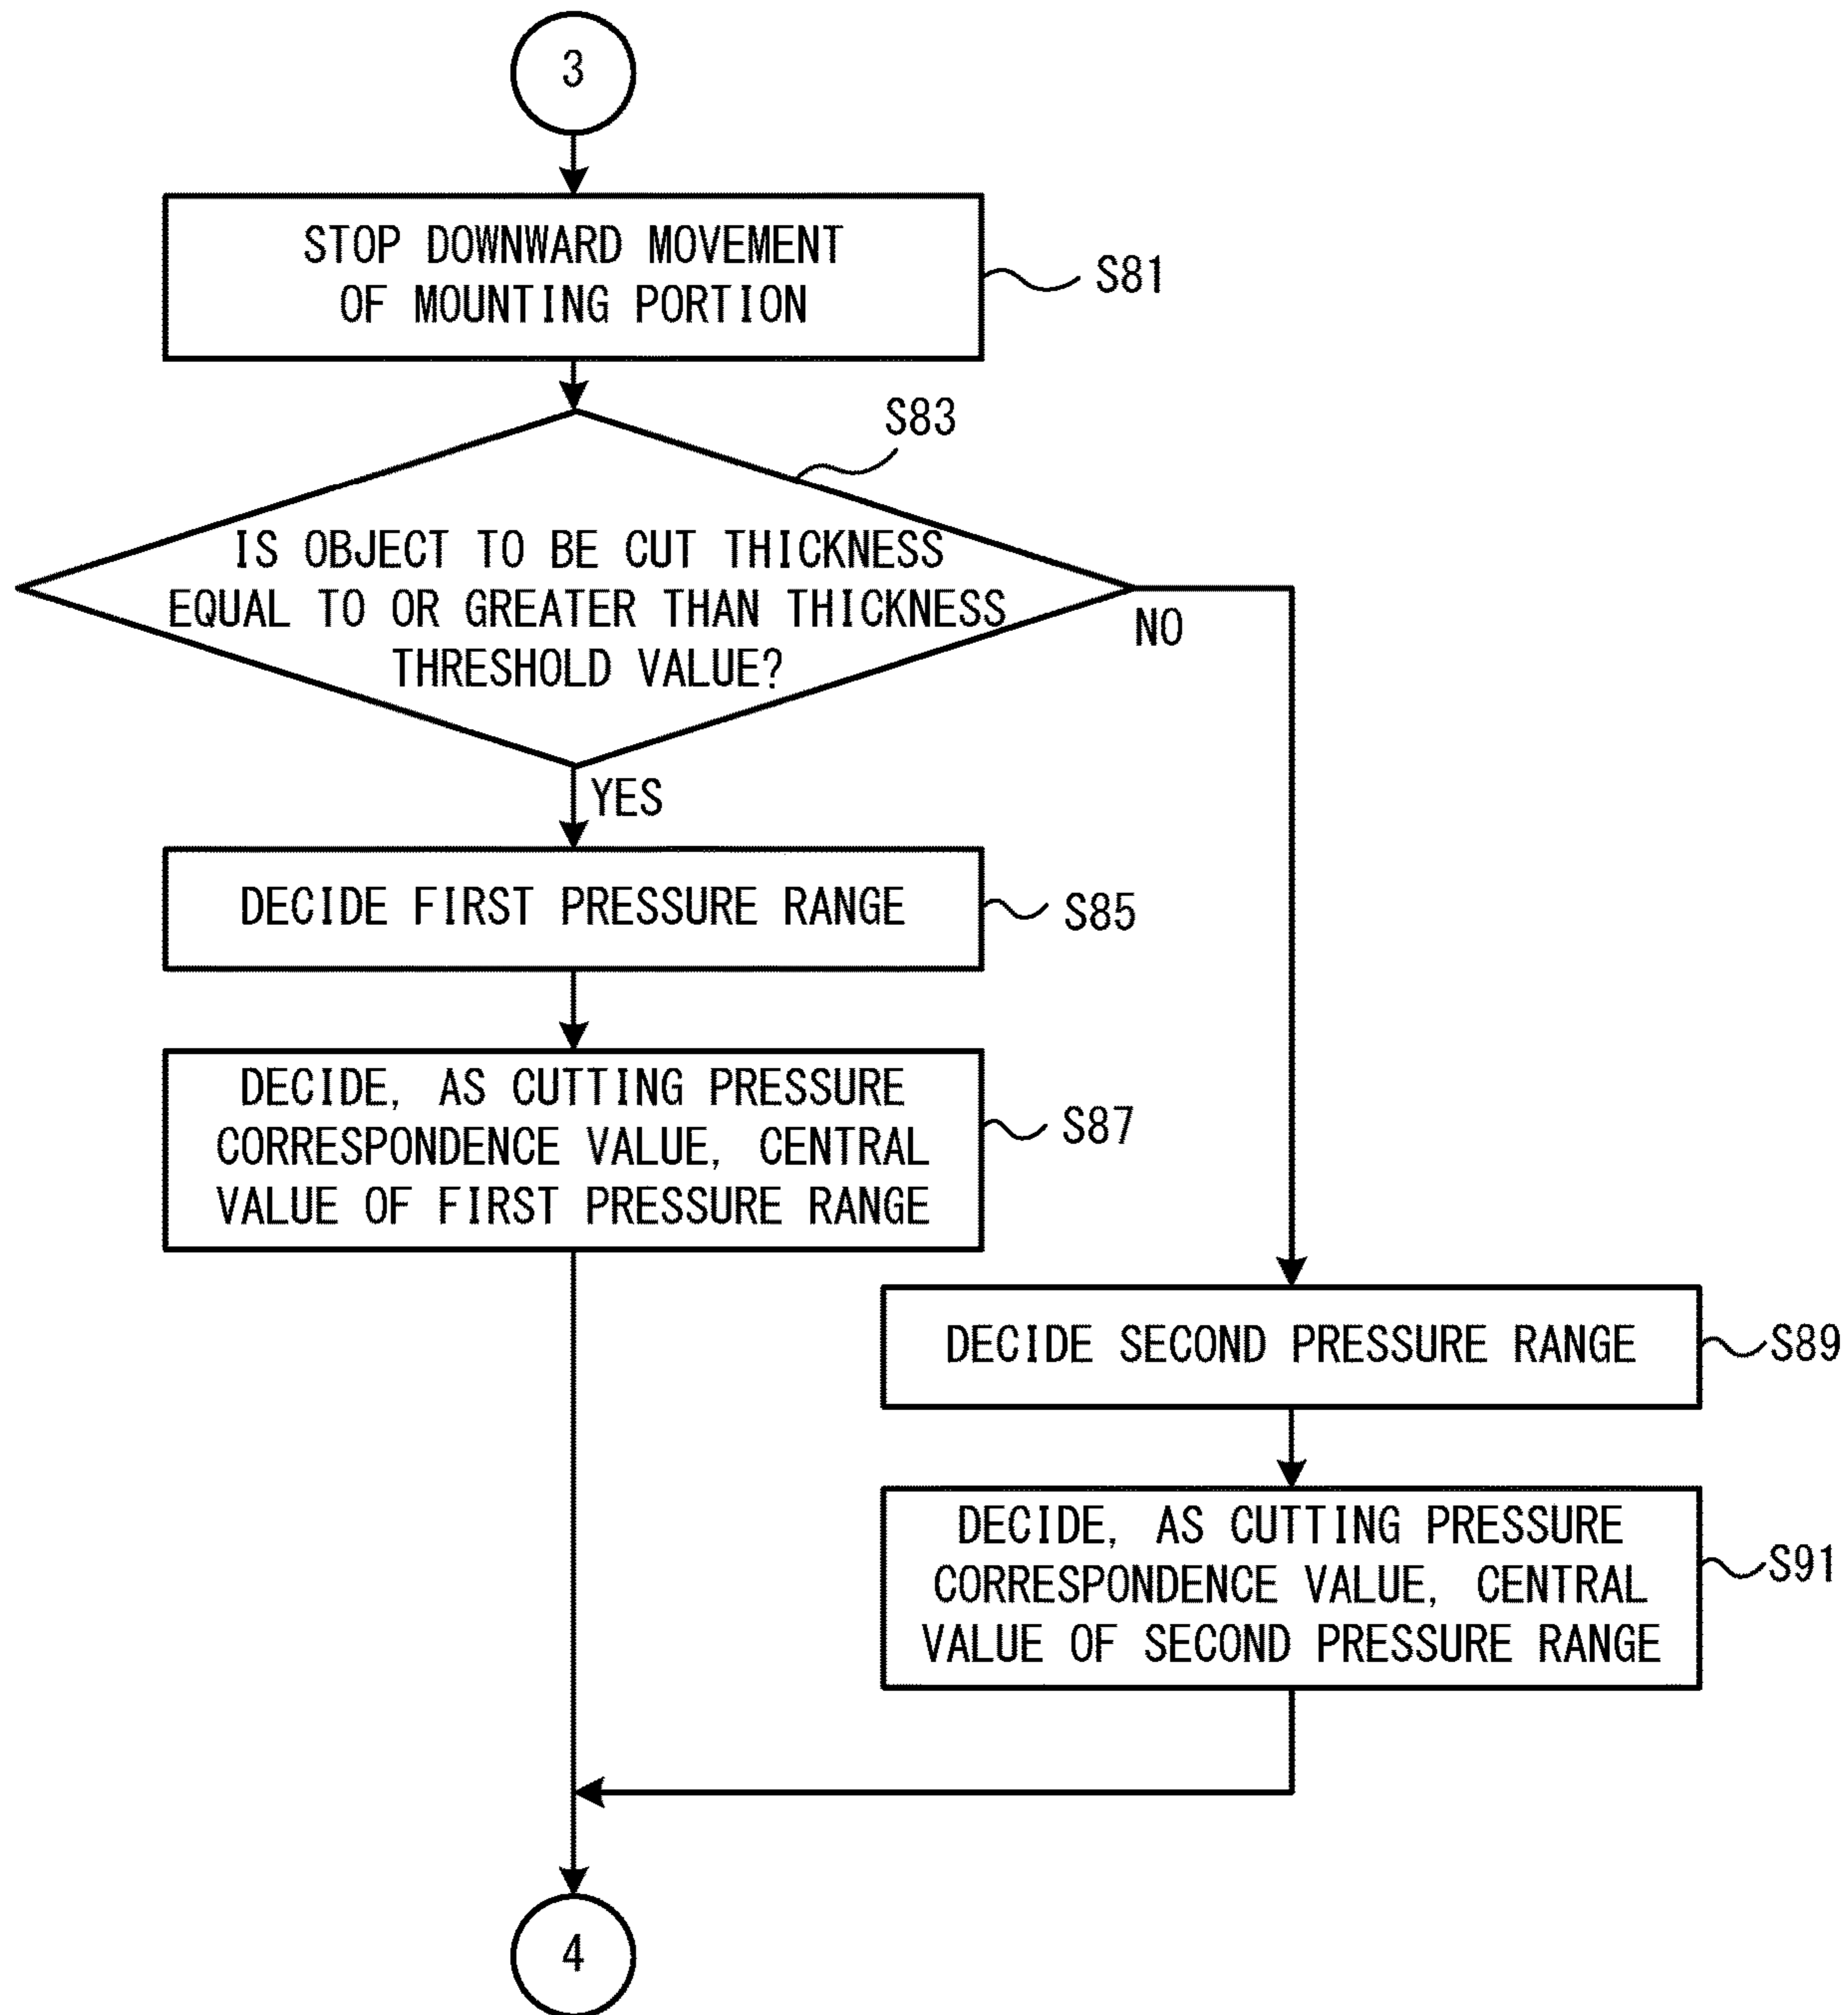 3
STOP DOWNWARD MOVEMENT
OF MOUNTING PORTION
S81
S83
IS OBJECT TO BE CUT THICKNESS
EQUAL TO OR GREATER THAN THICKNESS
THRESHOLD VALUE?
NO
YES
DECIDE FIRST PRESSURE RANGE
S85
DECIDE, AS CUTTING PRESSURE
CORRESPONDENCE VALUE, CENTRAL
VALUE OF FIRST PRESSURE RANGE
S87
DECIDE SECOND PRESSURE RANGE
S89
DECIDE, AS CUTTING PRESSURE
CORRESPONDENCE VALUE, CENTRAL
VALUE OF SECOND PRESSURE RANGE
S91
4